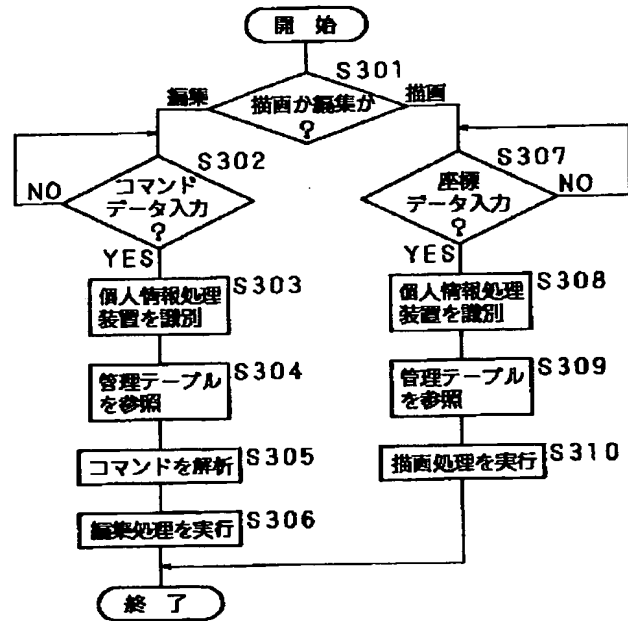 開 始
S301
編集
描画か編集か
?
描画
S302
コマンド
データ入力
?
NO
YES
S303
個人情報処理
装置を識別
S304
管理テーブル
を参照
コマンドを解析
S305
編集処理を実行
S306
S307
座標
データ入力
?
NO
YES
S308
個人情報処理
装置を識別
S309
管理テーブル
を参照
描画処理を実行
S310
終 了